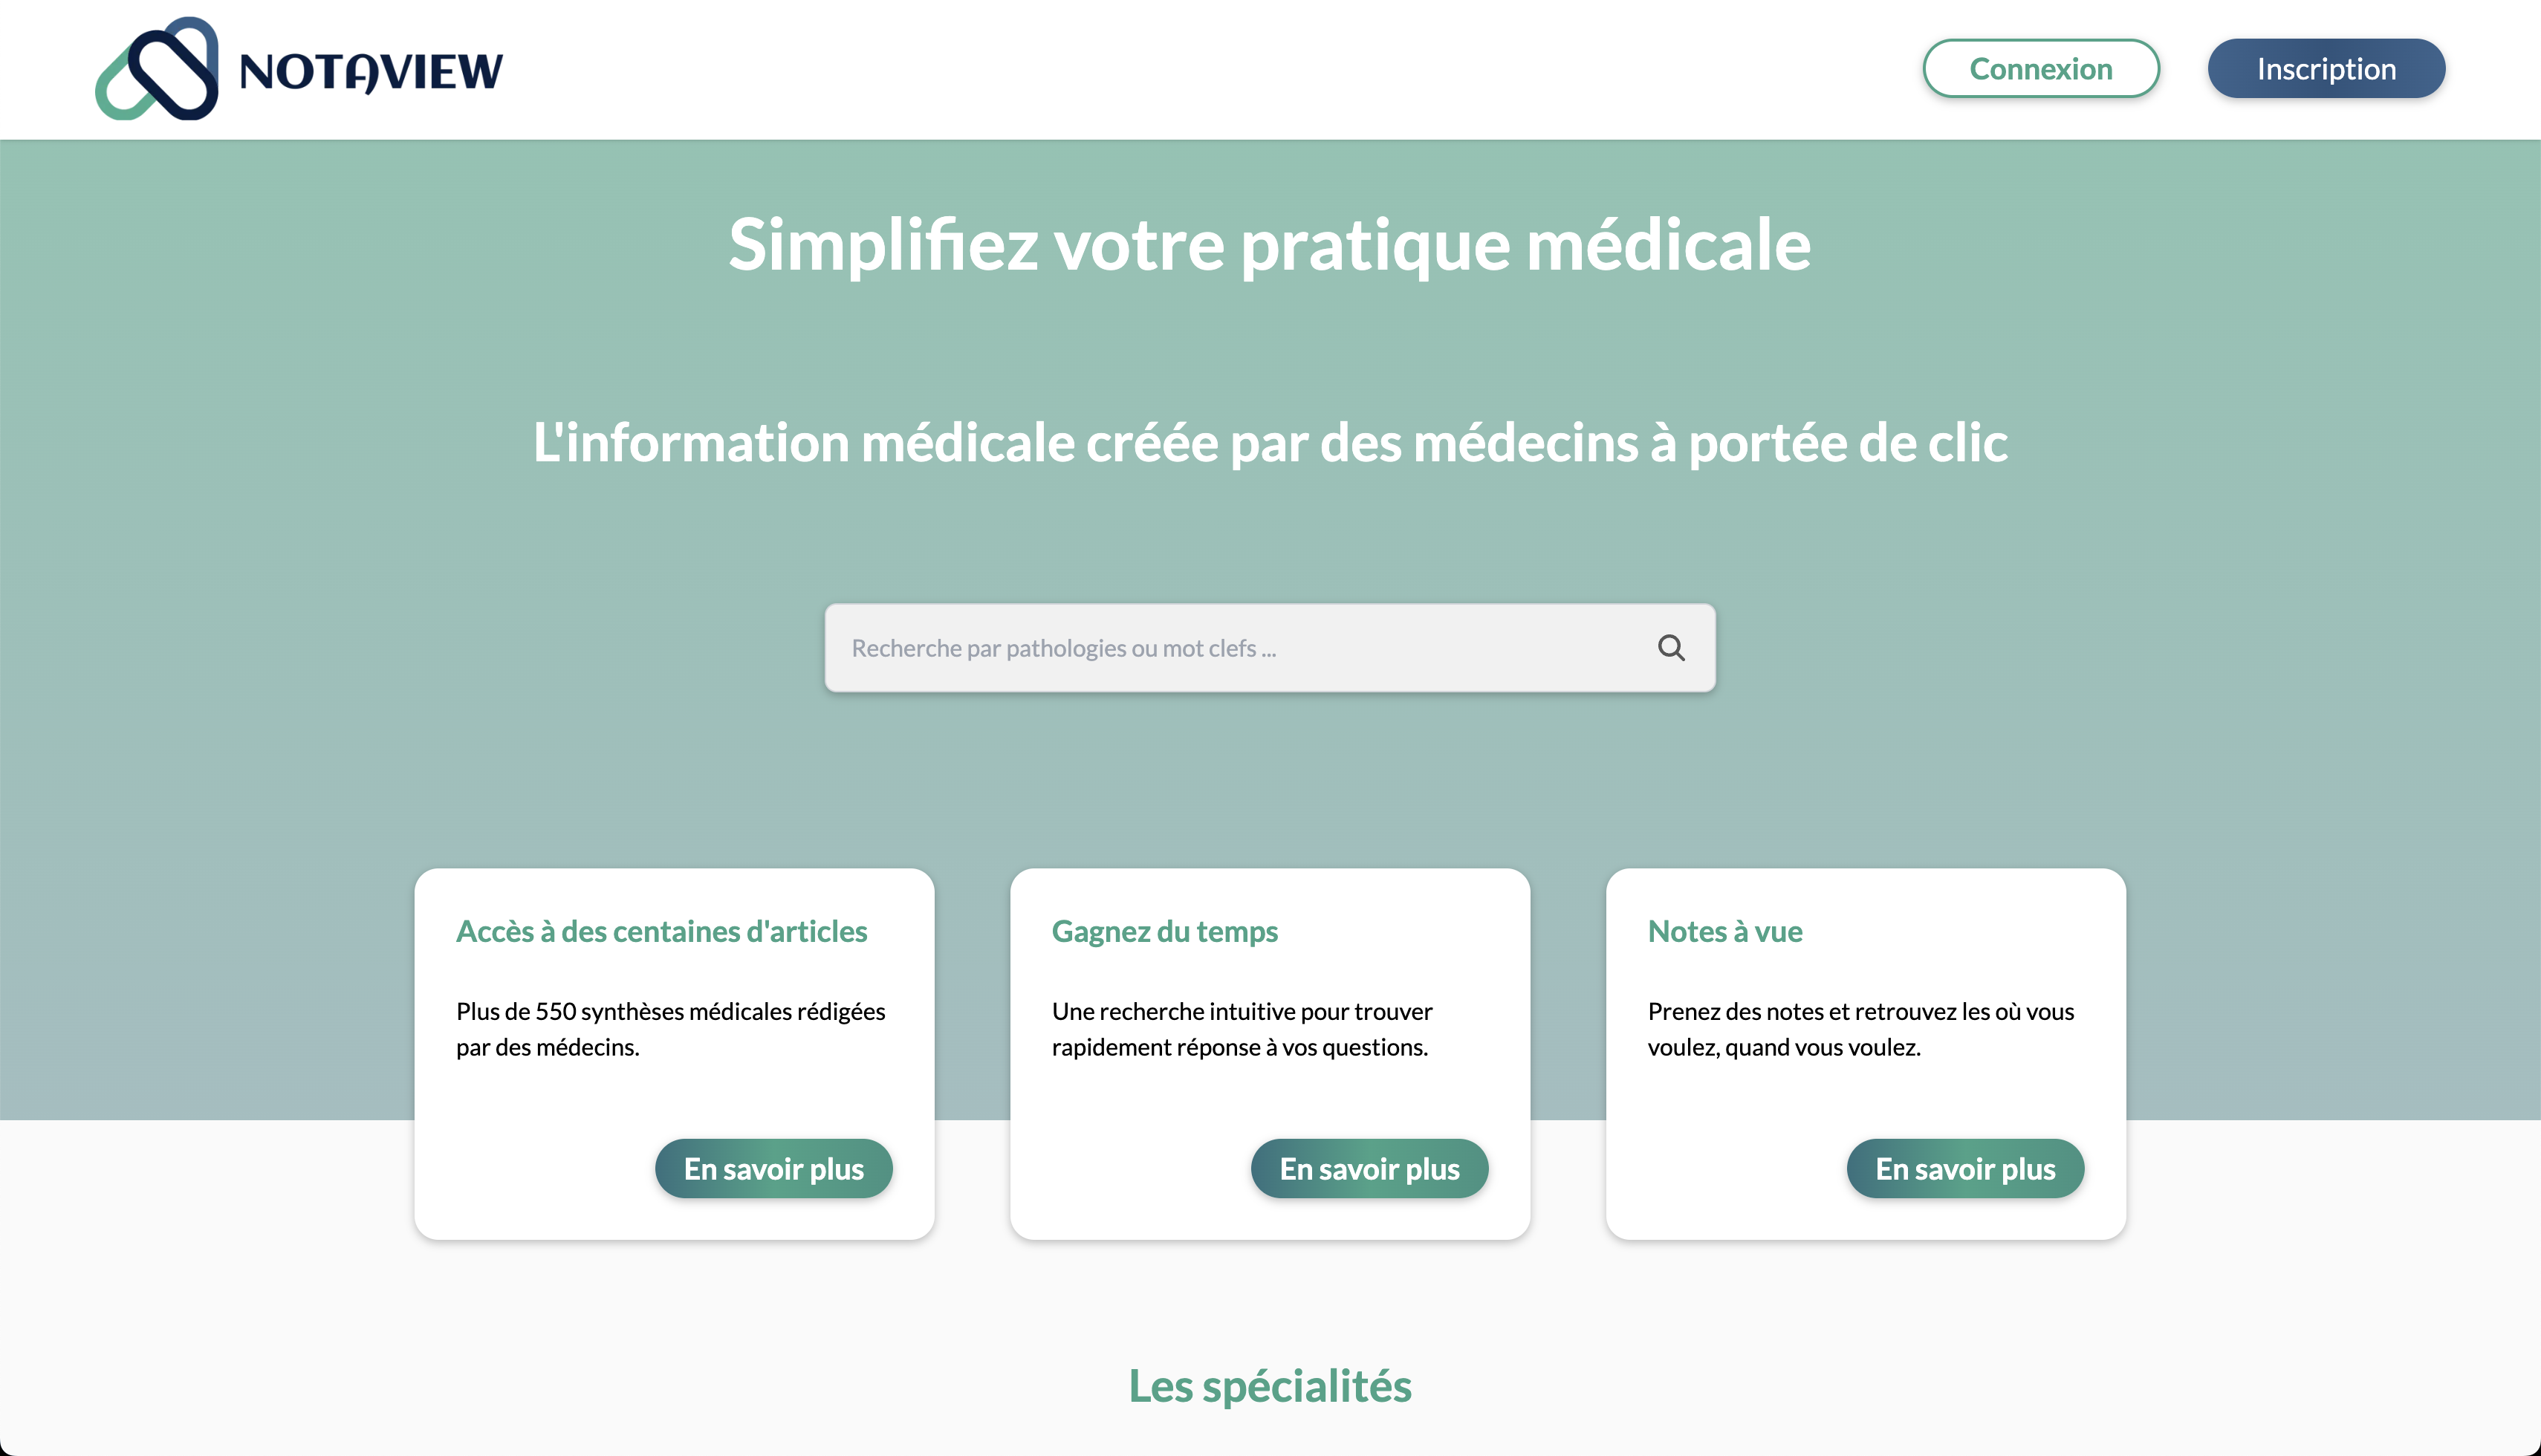 NOTAVIEW
Connexion
Inscription
Simplifiez votre pratique médicale
L'information médicale créée par des médecins à portée de clic
Recherche par pathologies ou mot clefs ...
Accès à des centaines d'articles
Plus de 550 synthèses médicales rédigées
par des médecins.
En savoir plus
Gagnez du temps
Une recherche intuitive pour trouver
rapidement réponse à vos questions.
En savoir plus
Notes à vue
Prenez des notes et retrouvez les où vous
voulez, quand vous voulez.
En savoir plus
Les spécialités